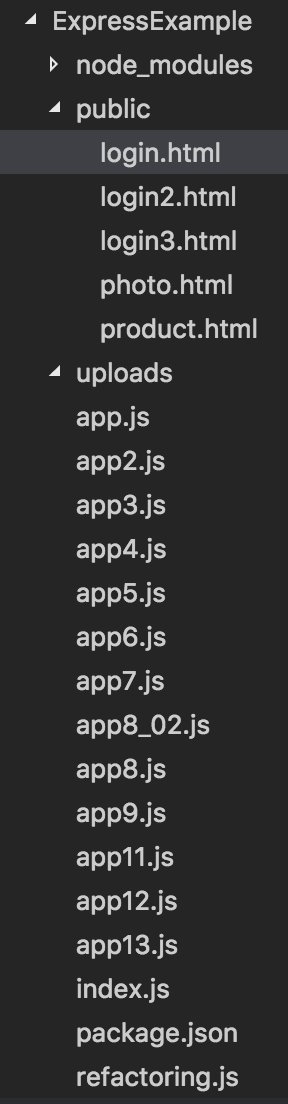 ExpressExample
node_modules
public
login.html
login2.html
login3.html
photo.html
product.html
uploads
app.js
app2.js
app3.js
app4.js
app5.js
app6.js
app7.js
app8_02.js
app8.js
app9.js
app11.js
app12.js
app13.js
index.js
package.json
refactoring.js